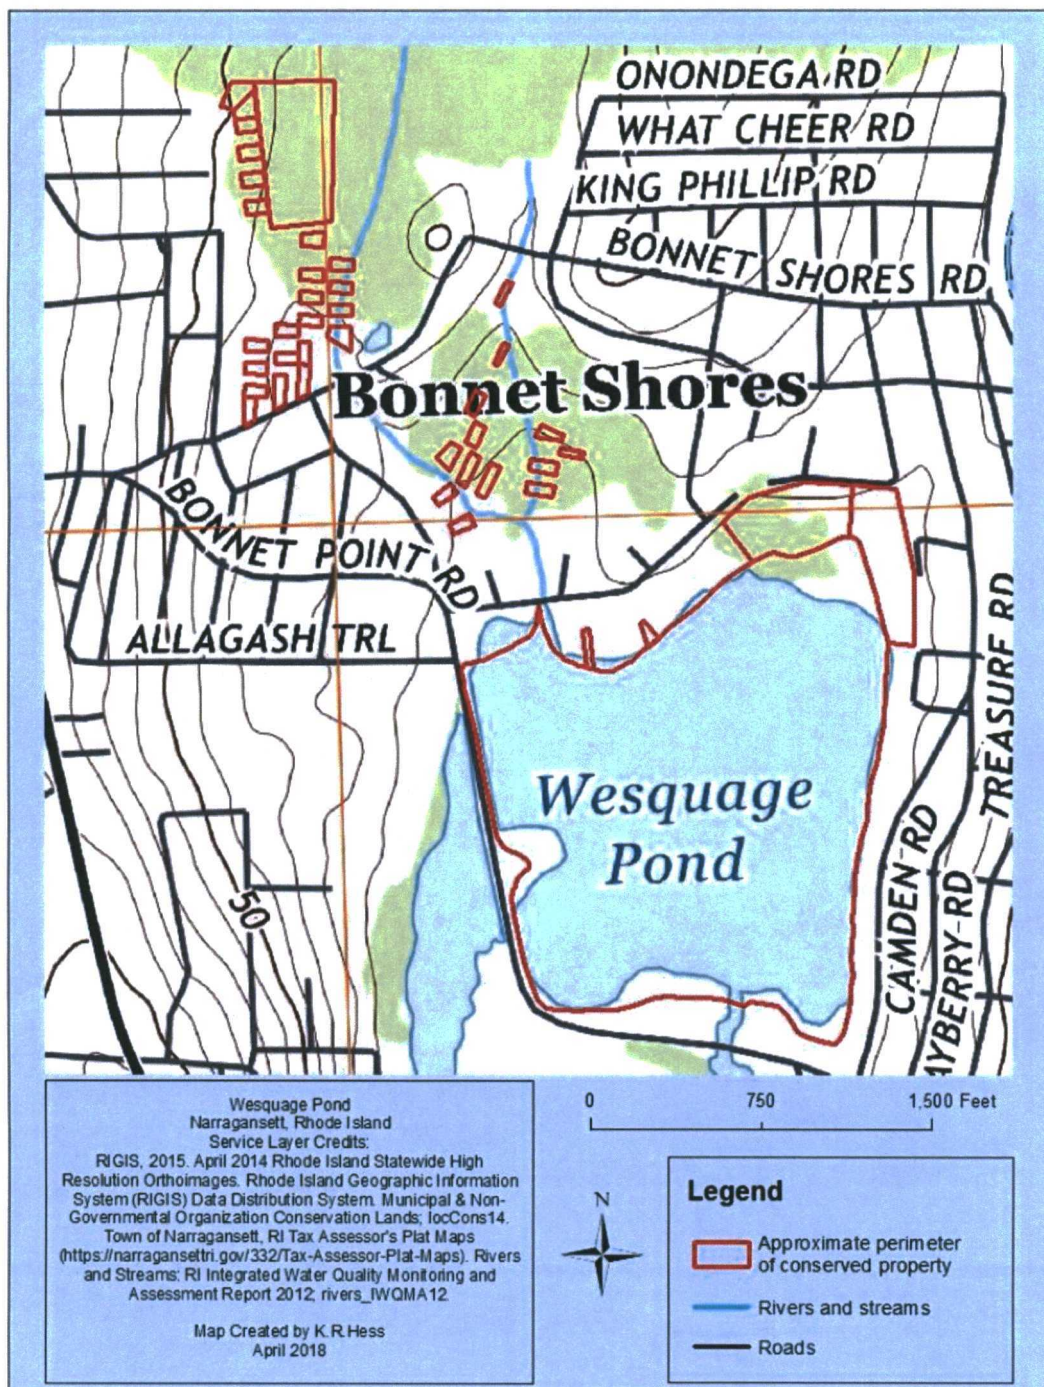 ONONDEGA RD
WHAT CHEER RD
KING PHILLIP RD
BONNET SHORES RD
Bonnet Shores
BONNET POINT RD
ALLAGASH TRL
TREASURE RD
Wesquage
Pond
CAMDEN RD
AYBERRY RD
50
Wesquage Pond
Narragansett, Rhode Island
Service Layer Credits:
RIGIS, 2015. April 2014 Rhode Island Statewide High
Resolution Orthoimages. Rhode Island Geographic Information
System (RIGIS) Data Distribution System. Municipal & Non-
Governmental Organization Conservation Lands; locCons14.
Town of Narragansett, RI Tax Assessor's Plat Maps
(https://narragansettri.gov/332/Tax-Assessor-Plat-Maps). Rivers
and Streams: RI Integrated Water Quality Monitoring and
Assessment Report 2012; rivers_IWQMA12.
Map Created by K.R.Hess
April 2018
0 750 1,500 Feet
N
Legend
Approximate perimeter
of conserved property
Rivers and streams
Roads